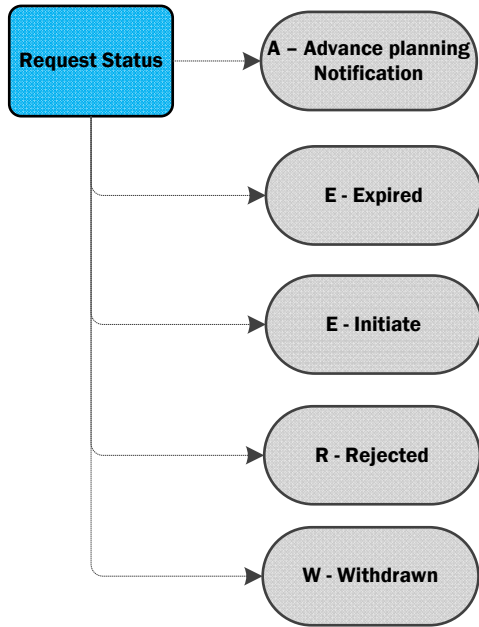 Request Status
A – Advance planning
Notification
E - Expired
E - Initiate
R - Rejected
W - Withdrawn